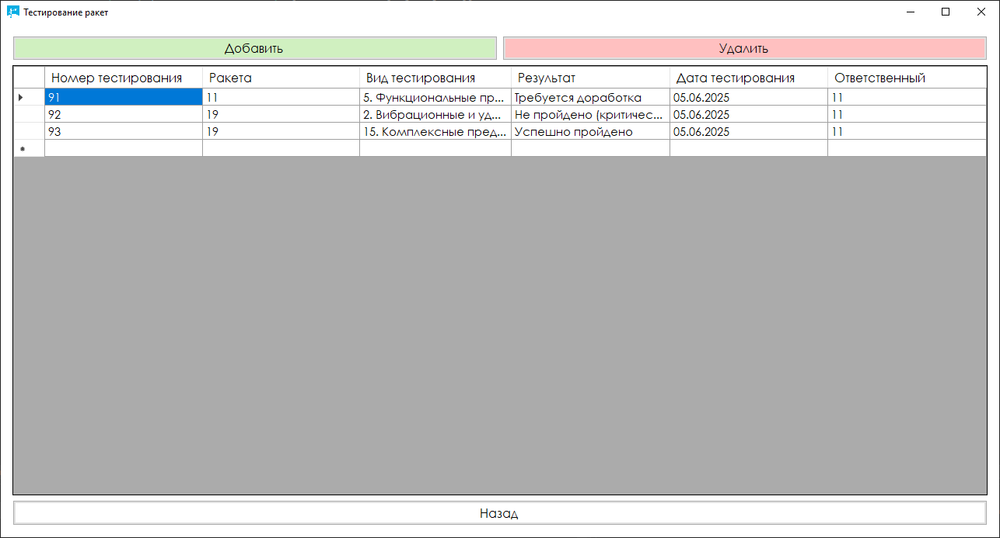 Тестирование ракет
Добавить Удалить
Номер тестирования Ракета Вид тестирования Результат Дата тестирования Ответственный
91 11 5. Функциональные пр... Требуется доработка 05.06.2025 11
92 19 2. Вибрационные и уд... Не пройдено (критичес... 05.06.2025 11
93 19 15. Комплексные пред... Успешно пройдено 05.06.2025 11
Назад